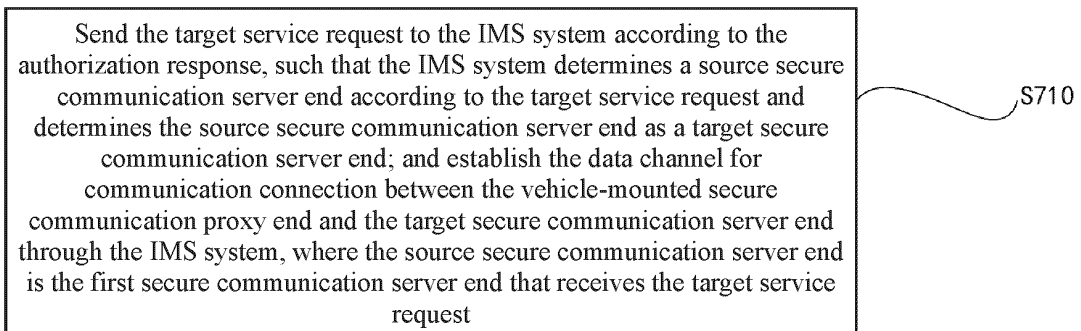 Send the target service request to the IMS system according to the
authorization response, such that the IMS system determines a source secure
communication server end according to the target service request and
determines the source secure communication server end as a target secure
communication server end; and establish the data channel for
communication connection between the vehicle-mounted secure
communication proxy end and the target secure communication server end
through the IMS system, where the source secure communication server end
is the first secure communication server end that receives the target service
request
S710